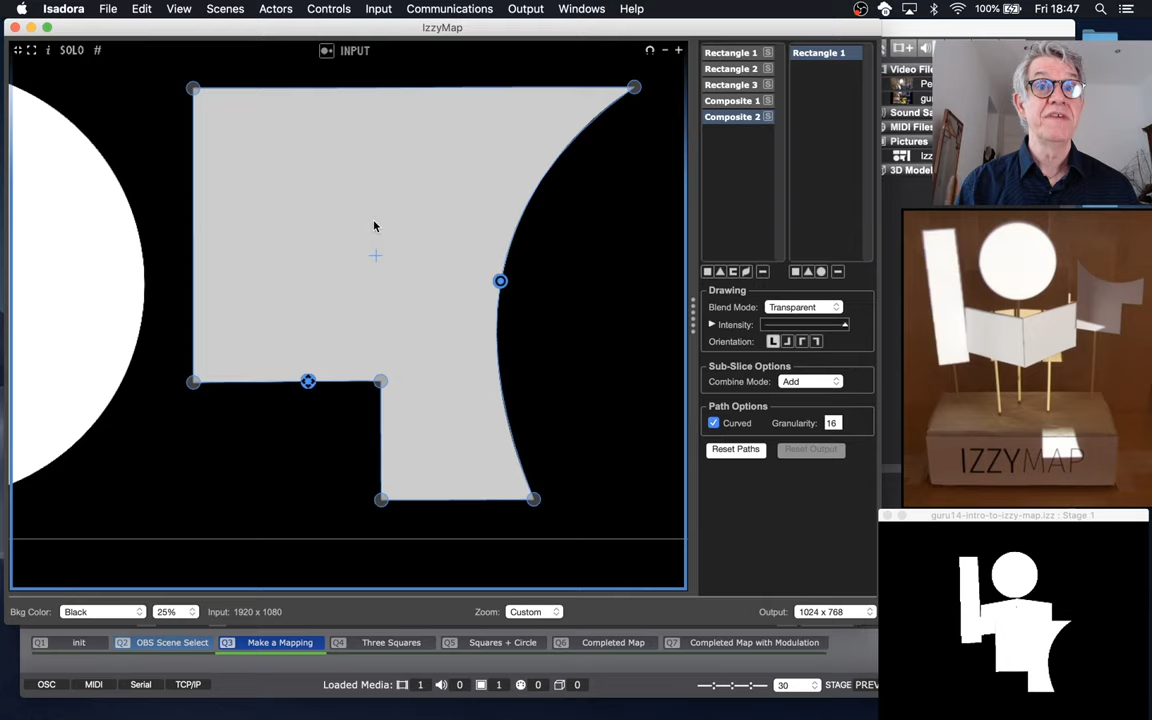 Isadora File Edit View Scenes Actors Controls Input Communications Output Windows Help 100% Fri 18:47
IzzyMap
i SOLO # INPUT - +
Rectangle 1 S
Rectangle 2 S
Rectangle 3 S
Composite 1 S
Composite 2 S
Rectangle 1
Drawing
Blend Mode: Transparent
Intensity:
Orientation:
Sub-Slice Options
Combine Mode: Add
Path Options
Curved Granularity: 16
Reset Paths Reset Output
Bkg Color: Black 25% Input: 1920 x 1080 Zoom: Custom Output: 1024 x 768
Video File
Pe
gu
Sound Sa
MIDI Files
Pictures
Izz
3D Model
IZZYMAP
guru14-intro-to-izzy-map.izz : Stage 1
Q1 init Q2 OBS Scene Select Q3 Make a Mapping Q4 Three Squares Q5 Squares + Circle Q6 Completed Map Q7 Completed Map with Modulation
OSC MIDI Serial TCP/IP Loaded Media: 1 0 1 0 0 30 STAGE PREV